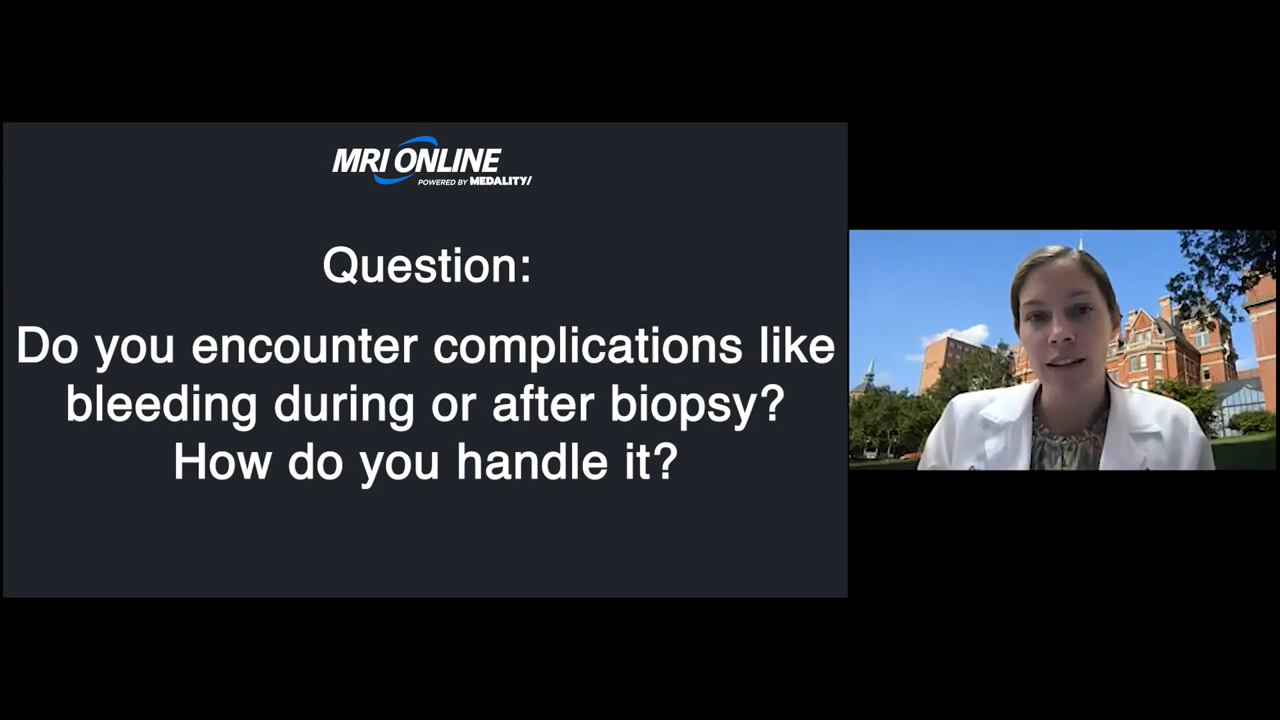 MRI ONLINE
POWERED BY MEDALITY/
Question:
Do you encounter complications like
bleeding during or after biopsy?
How do you handle it?